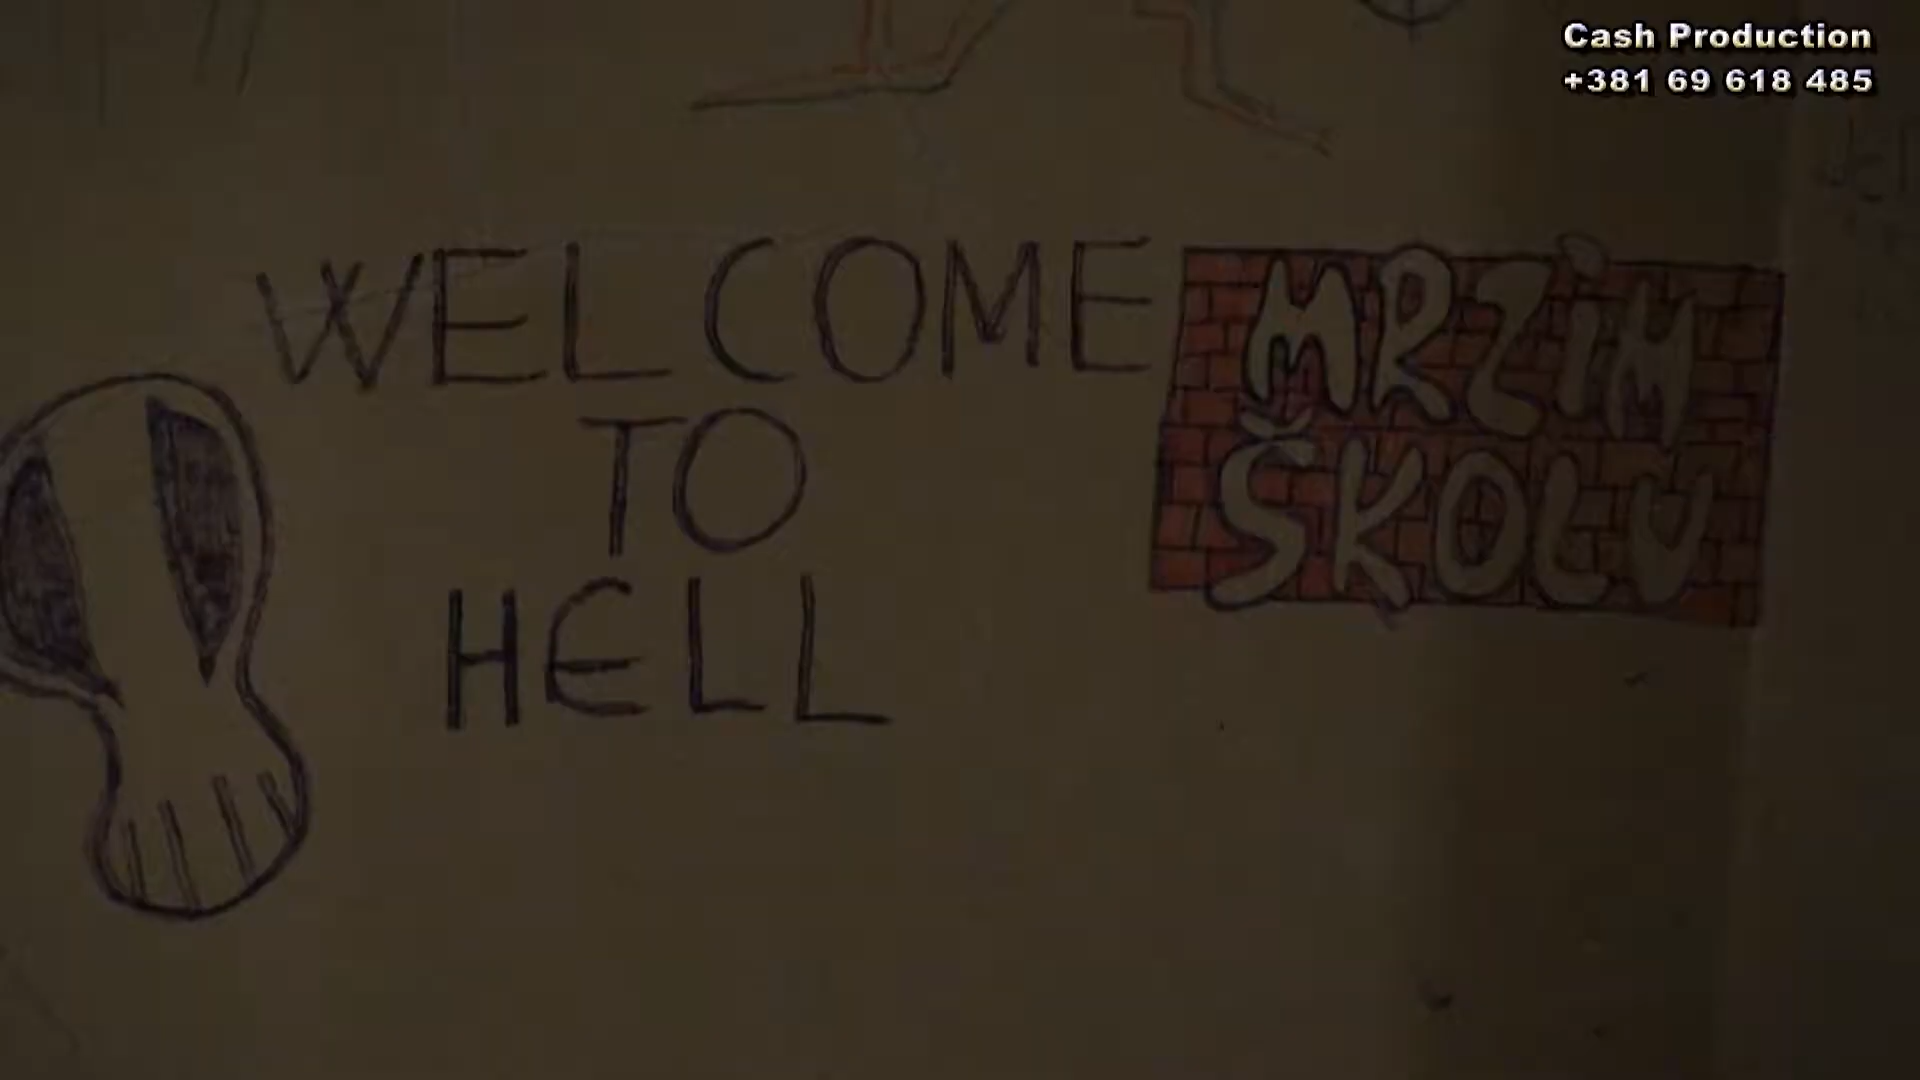 Cash Production
+381 69 618 485
WELCOME
TO
HELL
MRZiM
ŠKOLU